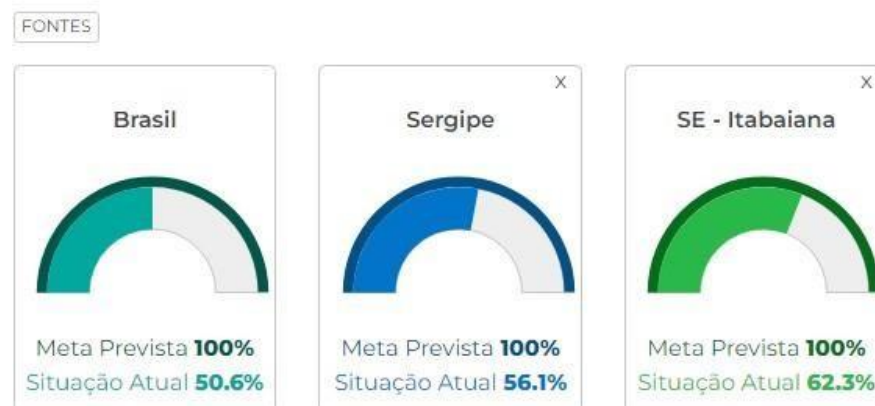 FONTES
X
X
Brasil
Sergipe
SE - Itabaiana
Meta Prevista 100%
Situação Atual 50.6%
Meta Prevista 100%
Situação Atual 56.1%
Meta Prevista 100%
Situação Atual 62.3%